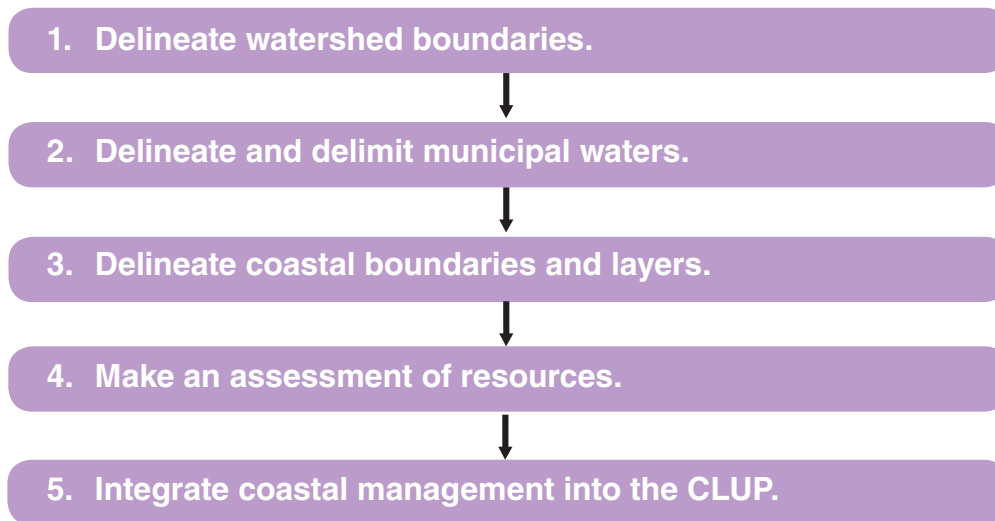 1. Delineate watershed boundaries.
2. Delineate and delimit municipal waters.
3. Delineate coastal boundaries and layers.
4. Make an assessment of resources.
5. Integrate coastal management into the CLUP.